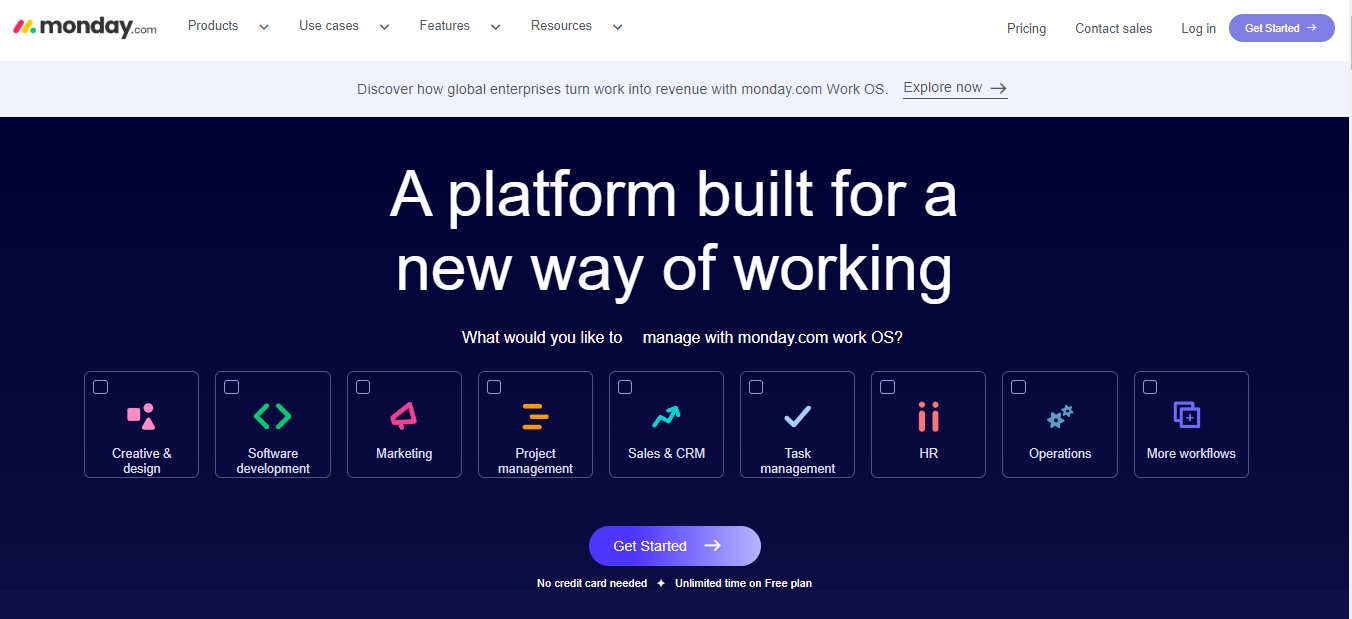 monday.com
Products
Use cases
Features
Resources
Pricing
Contact sales
Log in
Get Started
Discover how global enterprises turn work into revenue with monday.com Work OS.
Explore now
A platform built for a
new way of working
What would you like to manage with monday.com work OS?
Creative &
design
Software
development
Marketing
Project
management
Sales & CRM
Task
management
HR
Operations
More workflows
Get Started
No credit card needed ✦ Unlimited time on Free plan